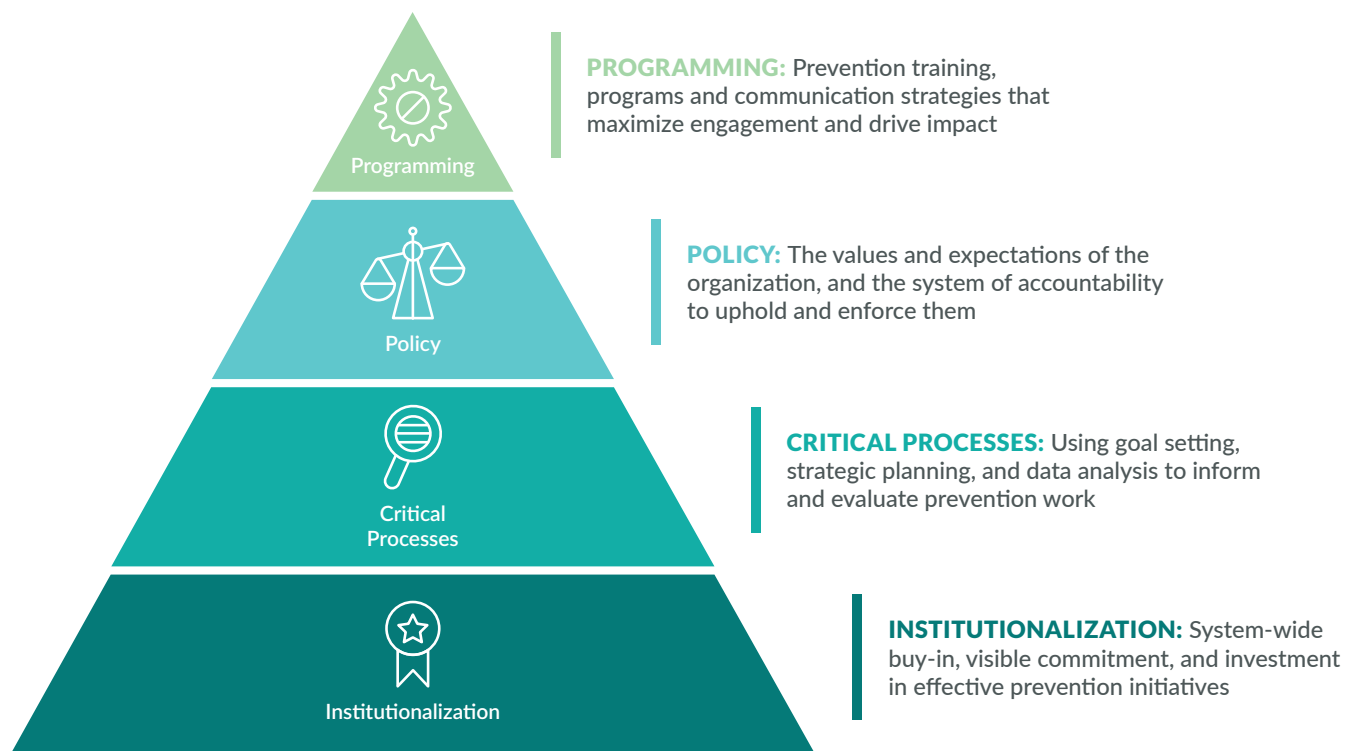 Programming
PROGRAMMING: Prevention training,
programs and communication strategies that
maximize engagement and drive impact
Policy
POLICY: The values and expectations of the
organization, and the system of accountability
to uphold and enforce them
Critical
Processes
CRITICAL PROCESSES: Using goal setting,
strategic planning, and data analysis to inform
and evaluate prevention work
Institutionalization
INSTITUTIONALIZATION: System-wide
buy-in, visible commitment, and investment
in effective prevention initiatives